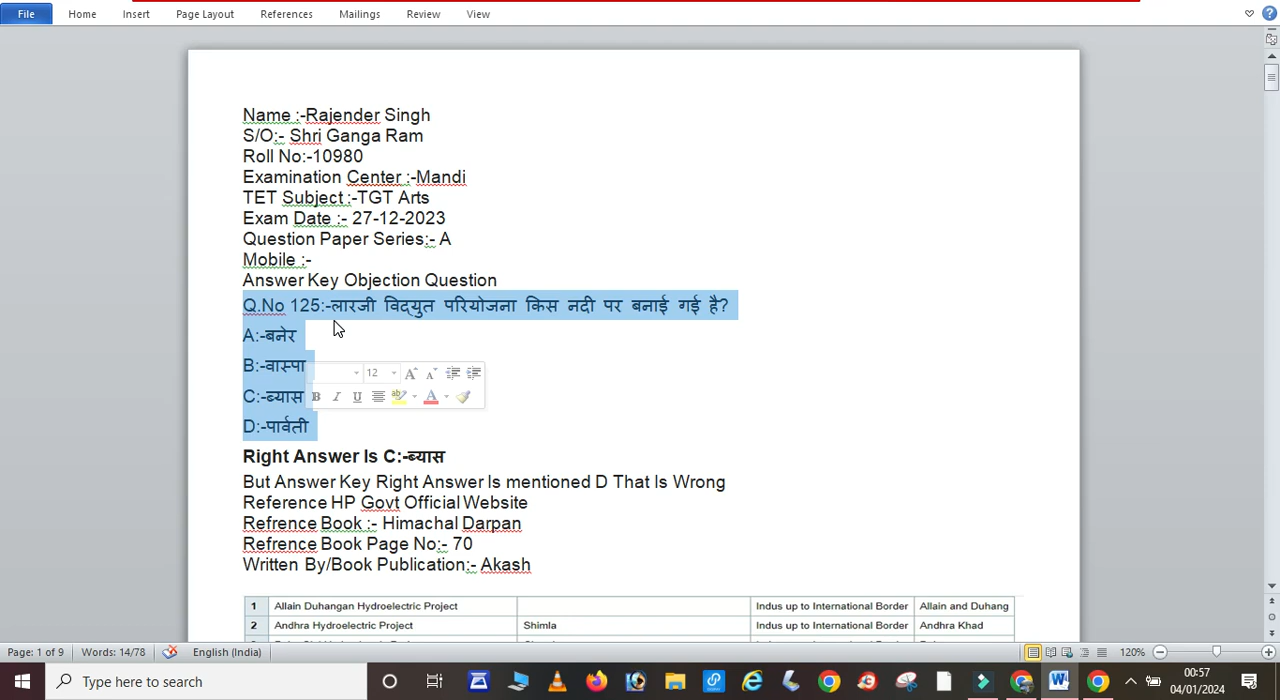 File Home Insert Page Layout References Mailings Review View
Name :-Rajender Singh
S/O:- Shri Ganga Ram
Roll No:-10980
Examination Center :-Mandi
TET Subject :-TGT Arts
Exam Date :- 27-12-2023
Question Paper Series:- A
Mobile :-
Answer Key Objection Question
Q.No 125:-लारजी विद्युत परियोजना किस नदी पर बनाई गई है?
A:-बनेर
B:-वास्पा
12
C:-ब्यास
D:-पार्वती
Right Answer Is C:-ब्यास
But Answer Key Right Answer Is mentioned D That Is Wrong
Reference HP Govt Official Website
Refrence Book :- Himachal Darpan
Refrence Book Page No:- 70
Written By/Book Publication:- Akash
1 Allain Duhangan Hydroelectric Project Indus up to International Border Allain and Duhang
2 Andhra Hydroelectric Project Shimla Indus up to International Border Andhra Khad
Page: 1 of 9 Words: 14/78 English (India) 120%
Type here to search 00:57
04/01/2024